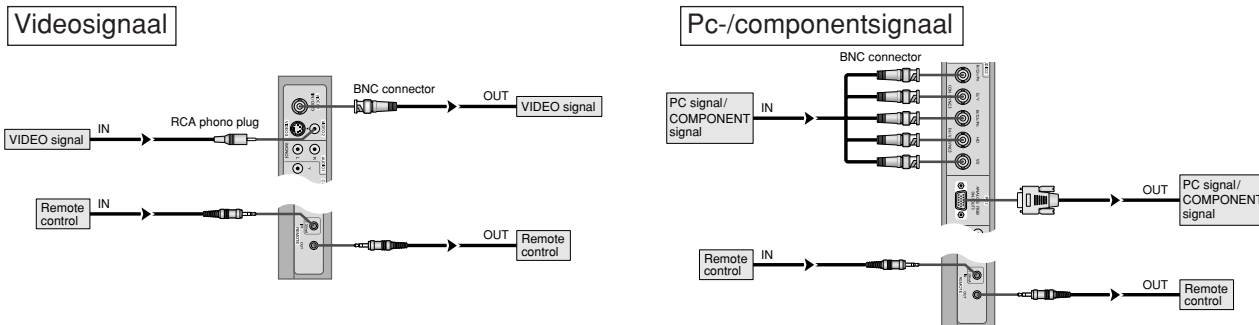 Videosignaal
BNC connector
OUT
VIDEO signal
RCA phono plug
IN
VIDEO signal
Remote
control
IN
OUT
Remote
control
Pc-/componentsignaal
BNC connector
PC signal/
COMPONENT
signal
IN
OUT
PC signal/
COMPONENT
signal
Remote
control
IN
OUT
Remote
control